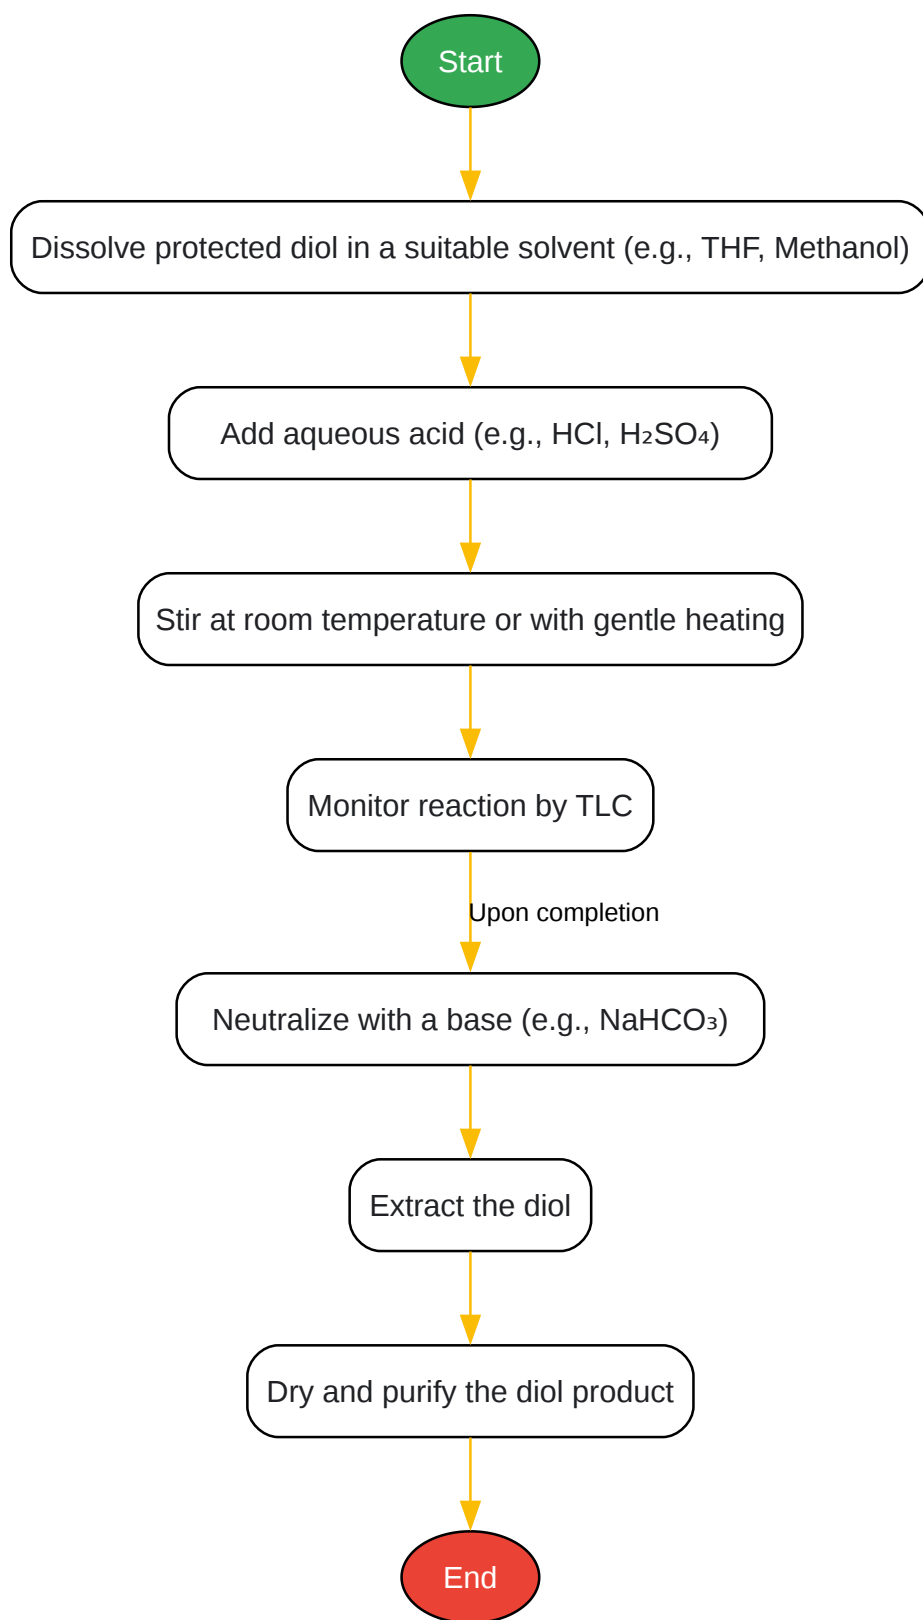 Start
Dissolve protected diol in a suitable solvent (e.g., THF, Methanol)
Add aqueous acid (e.g., HCl, H₂SO₄)
Stir at room temperature or with gentle heating
Monitor reaction by TLC
Upon completion
Neutralize with a base (e.g., NaHCO₃)
Extract the diol
Dry and purify the diol product
End